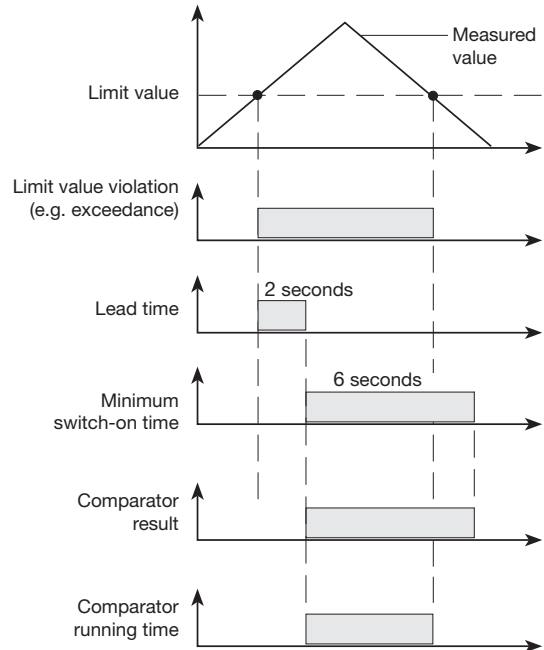 Measured
value
Limit value
Limit value violation
(e.g. exceedance)
2 seconds
Lead time
6 seconds
Minimum
switch-on time
Comparator
result
Comparator
running time